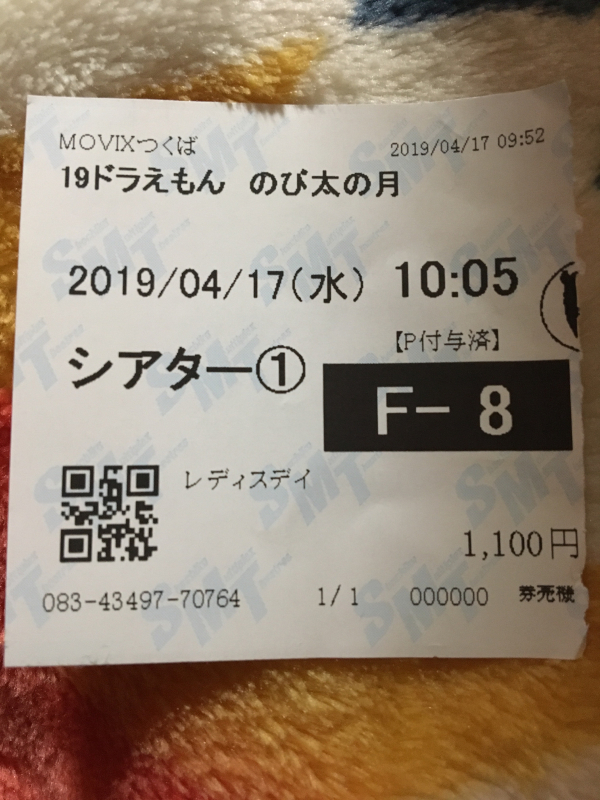 MOVIXつくば
2019/04/17 09:52
19ドラえもん のび太の月
2019/04/17(水) 10:05
【P付与済】
シアター①
F- 8
レディスデイ
1,100円
083-43497-70764 1/1 000000 券売機
SMT